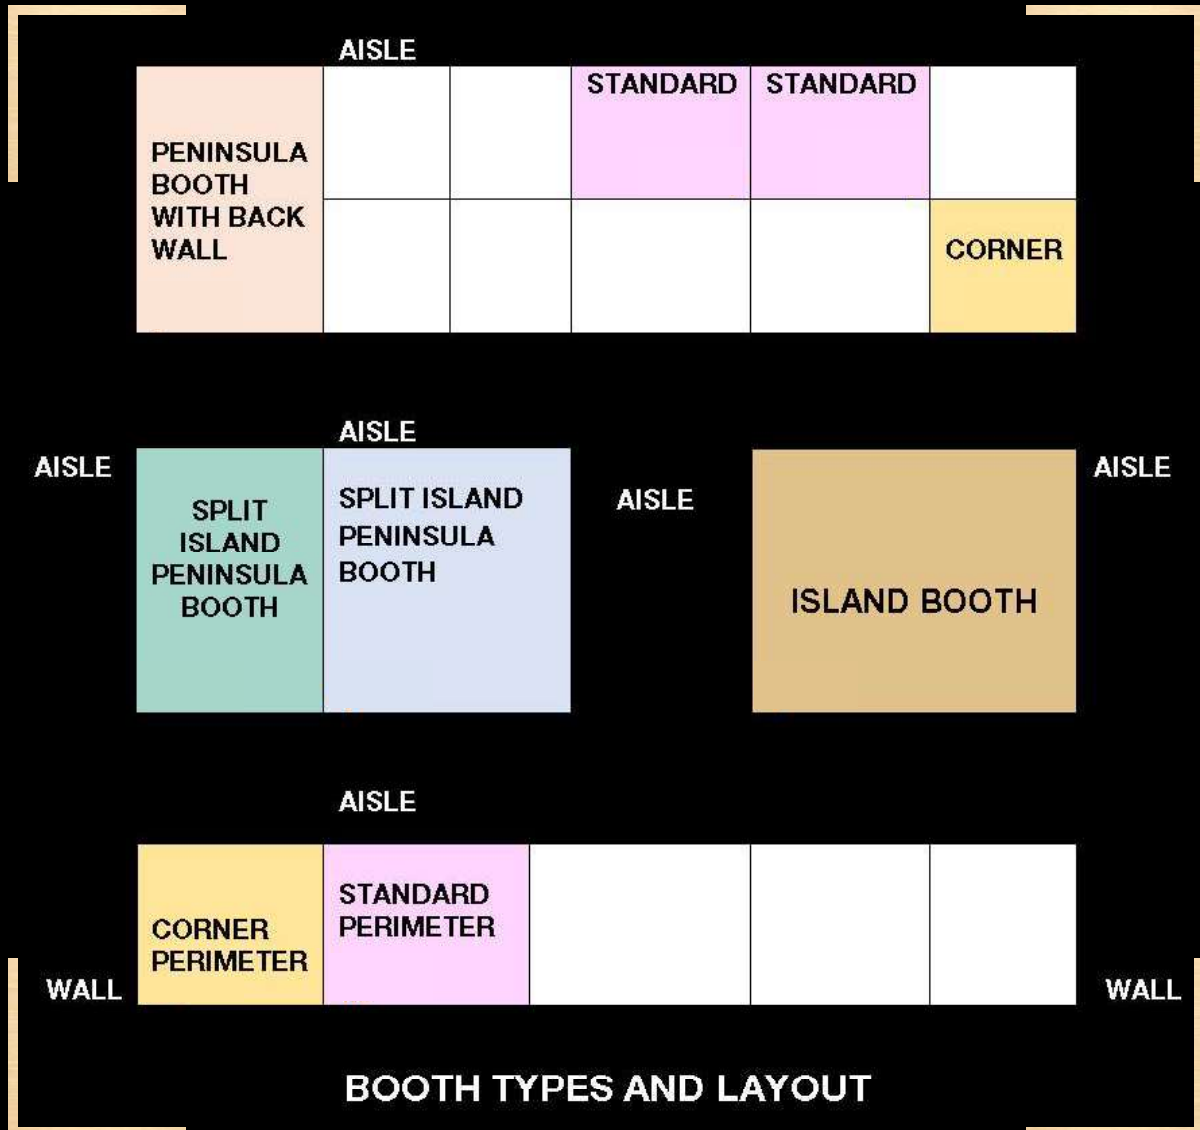 AISLE
STANDARD STANDARD
PENINSULA
BOOTH
WITH BACK
WALL
CORNER
AISLE
AISLE
SPLIT
ISLAND
PENINSULA
BOOTH
SPLIT ISLAND
PENINSULA
BOOTH
AISLE
AISLE
ISLAND BOOTH
AISLE
CORNER
PERIMETER
STANDARD
PERIMETER
WALL
WALL
BOOTH TYPES AND LAYOUT